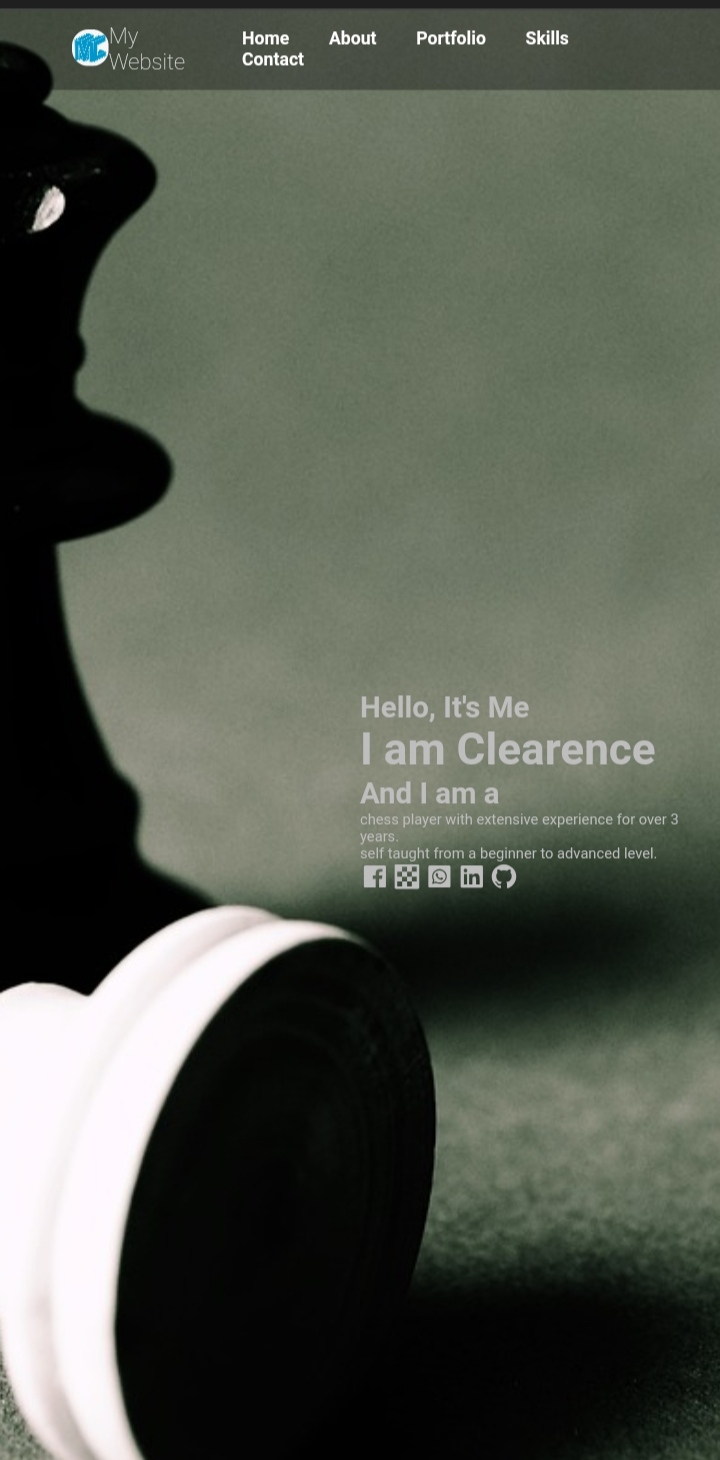 MC My
Website
Home About Portfolio Skills
Contact
Hello, It's Me
I am Clearence
And I am a
chess player with extensive experience for over 3
years.
self taught from a beginner to advanced level.